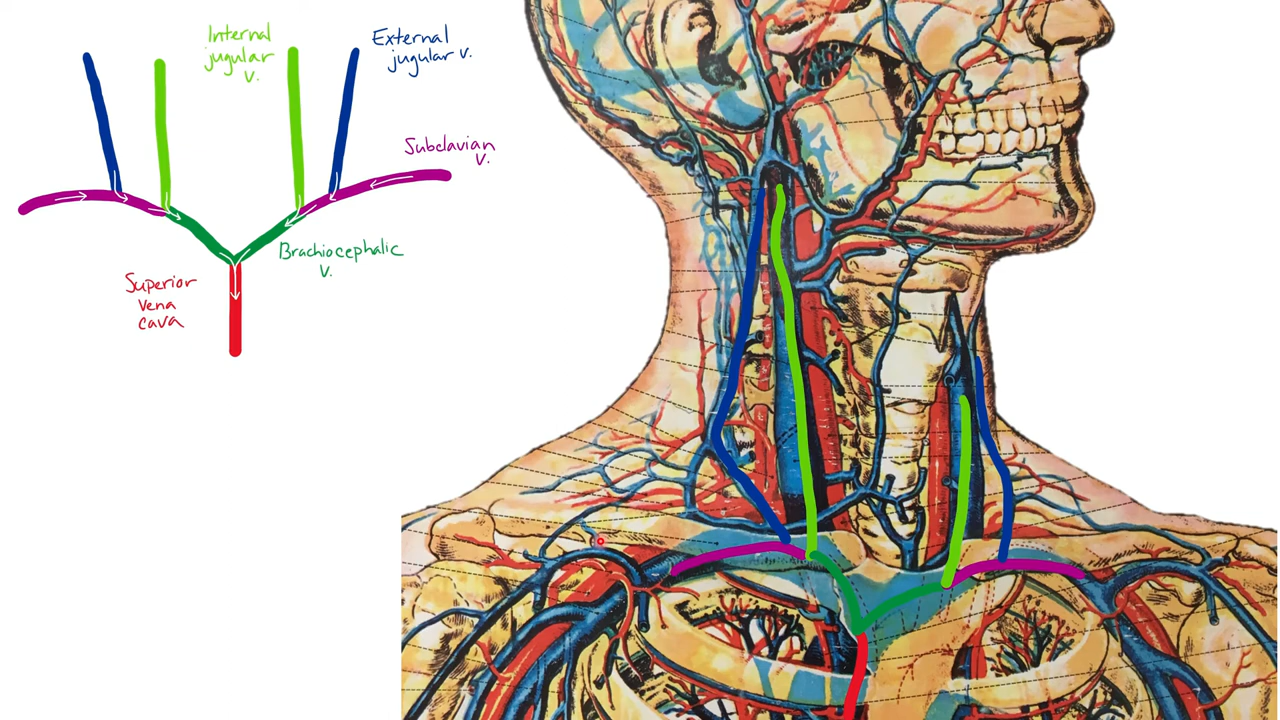 Internal
jugular
v.
External
jugular v.
Subclavian
v.
Brachiocephalic
v.
Superior
vena
cava